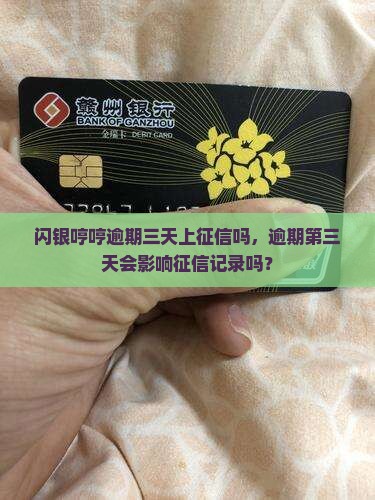 赣州银行
BANK OF GANZHOU
金瑞卡 DEBIT CARD
闪银哼哼逾期三天上征信吗，逾期第三
天会影响征信记录吗？